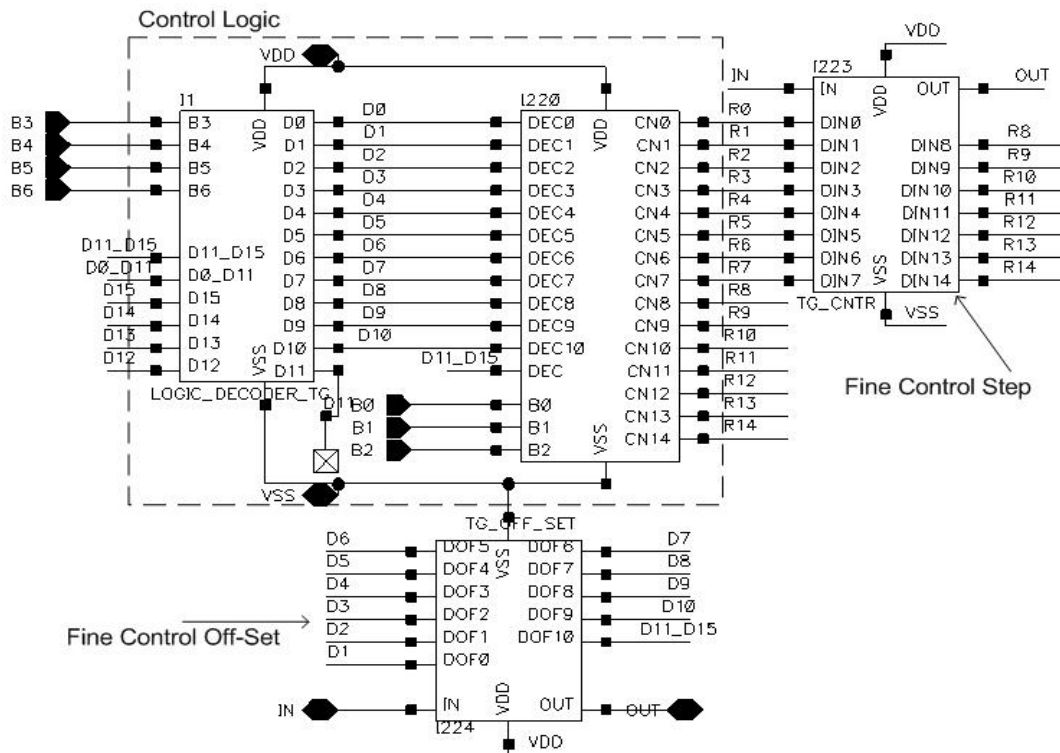 Control Logic
VDD
I1
B3
B4
B5
B6
B3
B4
B5
B6
D11_D15
D0_D11
D15
D14
D13
D12
D11_D15
D0_D11
D15
D14
D13
D12
VDD
VSS
D0
D1
D2
D3
D4
D5
D6
D7
D8
D9
D10
D11
LOGIC_DECODER_TG
D0
D1
D2
D3
D4
D5
D6
D7
D8
D9
D10
D11_D15
D11
B0
B1
B2
VSS
I220
DEC0
DEC1
DEC2
DEC3
DEC4
DEC5
DEC6
DEC7
DEC8
DEC9
DEC10
DEC
B0
B1
B2
VDD
VSS
CN0
CN1
CN2
CN3
CN4
CN5
CN6
CN7
CN8
CN9
CN10
CN11
CN12
CN13
CN14
R0
R1
R2
R3
R4
R5
R6
R7
R8
R9
R10
R11
R12
R13
R14
IN
I223
VDD
OUT
IN
OUT
VDD
DIN0
DIN1
DIN2
DIN3
DIN4
DIN5
DIN6
DIN7
VSS
DIN8
DIN9
DIN10
DIN11
DIN12
DIN13
DIN14
R8
R9
R10
R11
R12
R13
R14
TG_CNTR
VSS
Fine Control Step
TG_OFF_SET
D6
D5
D4
D3
D2
D1
DOF5
DOF4
DOF3
DOF2
DOF1
DOF0
VSS
DOF6
DOF7
DOF8
DOF9
DOF10
D7
D8
D9
D10
D11_D15
Fine Control Off-Set
IN
IN
VDD
OUT
OUT
I224
VDD